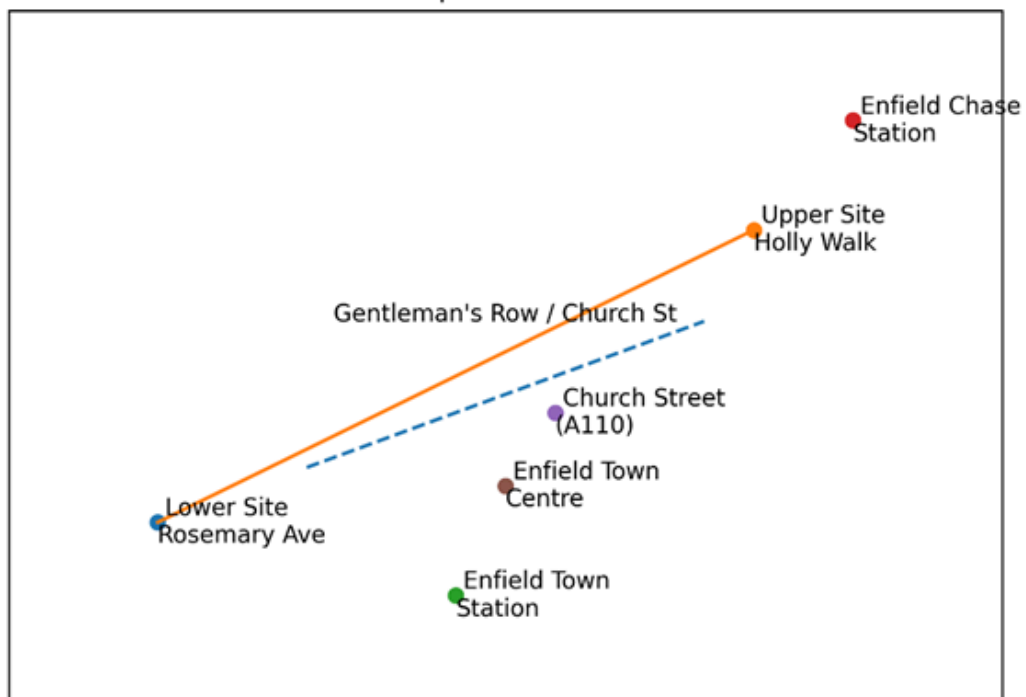 Enfield Chase
Station
Upper Site
Holly Walk
Gentleman's Row / Church St
Church Street
(A110)
Enfield Town
Centre
Lower Site
Rosemary Ave
Enfield Town
Station